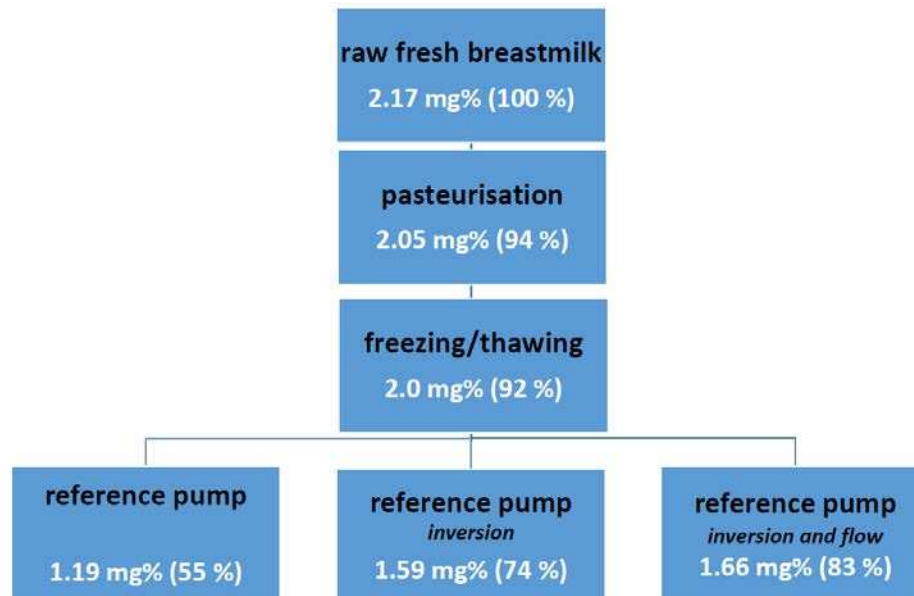 raw fresh breastmilk
2.17 mg% (100 %)
pasteurisation
2.05 mg% (94 %)
freezing/thawing
2.0 mg% (92 %)
reference pump
1.19 mg% (55 %)
reference pump
inversion
1.59 mg% (74 %)
reference pump
inversion and flow
1.66 mg% (83 %)